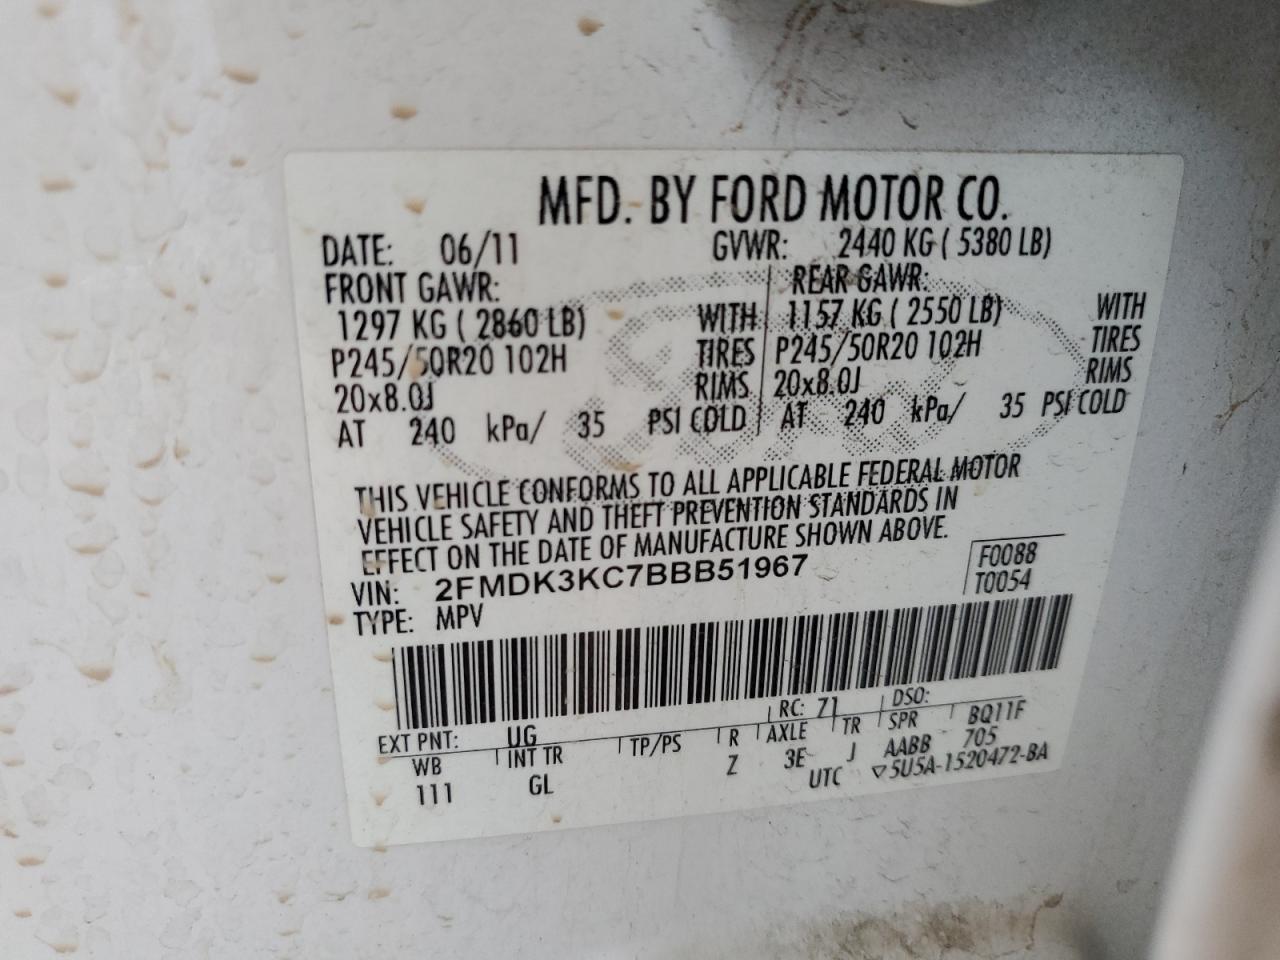 MFD. BY FORD MOTOR CO.
DATE: 06/11 GVWR: 2440 KG ( 5380 LB)
FRONT GAWR: REAR GAWR:
1297 KG ( 2860 LB) WITH 1157 KG ( 2550 LB) WITH
P245/50R20 102H TIRES P245/50R20 102H TIRES
20x8.0J RIMS 20x8.0J RIMS
AT 240 kPa/ 35 PSI COLD AT 240 kPa/ 35 PSI COLD
THIS VEHICLE CONFORMS TO ALL APPLICABLE FEDERAL MOTOR
VEHICLE SAFETY AND THEFT PREVENTION STANDARDS IN
EFFECT ON THE DATE OF MANUFACTURE SHOWN ABOVE.
VIN: 2FMDK3KC7BBB51967 F0088
TYPE: MPV T0054
EXT PNT: UG RC: 71 DSO:
WB INT TR TP/PS R AXLE TR SPR BQ11F
111 GL Z 3E J AABB 705
UTC ▽5U5A-1520472-BA